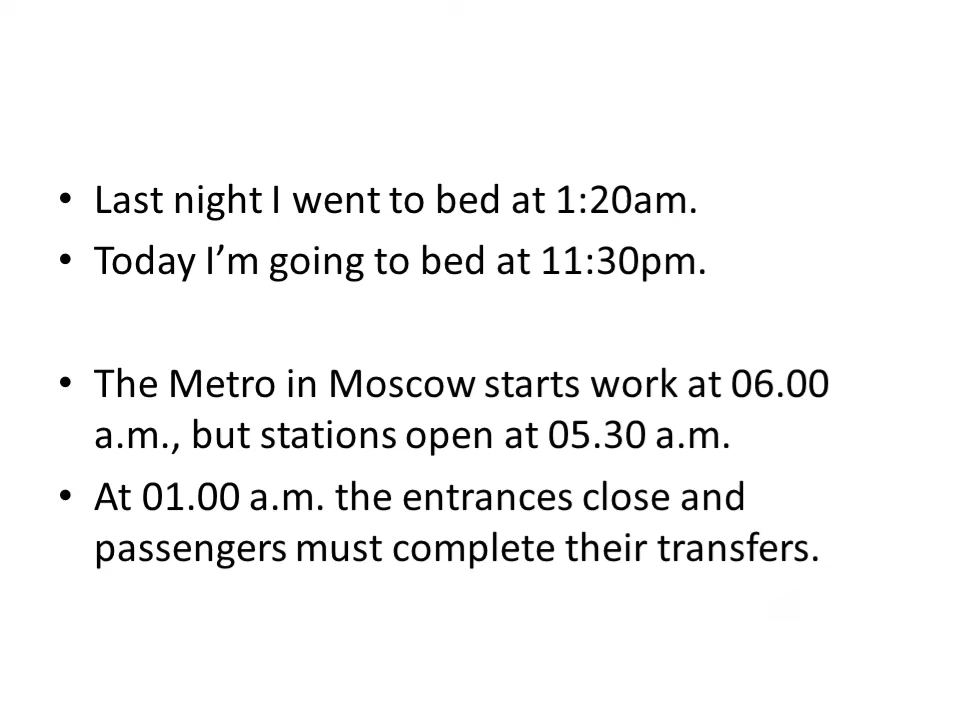 • Last night I went to bed at 1:20am.
• Today I’m going to bed at 11:30pm.
• The Metro in Moscow starts work at 06.00
a.m., but stations open at 05.30 a.m.
• At 01.00 a.m. the entrances close and
passengers must complete their transfers.